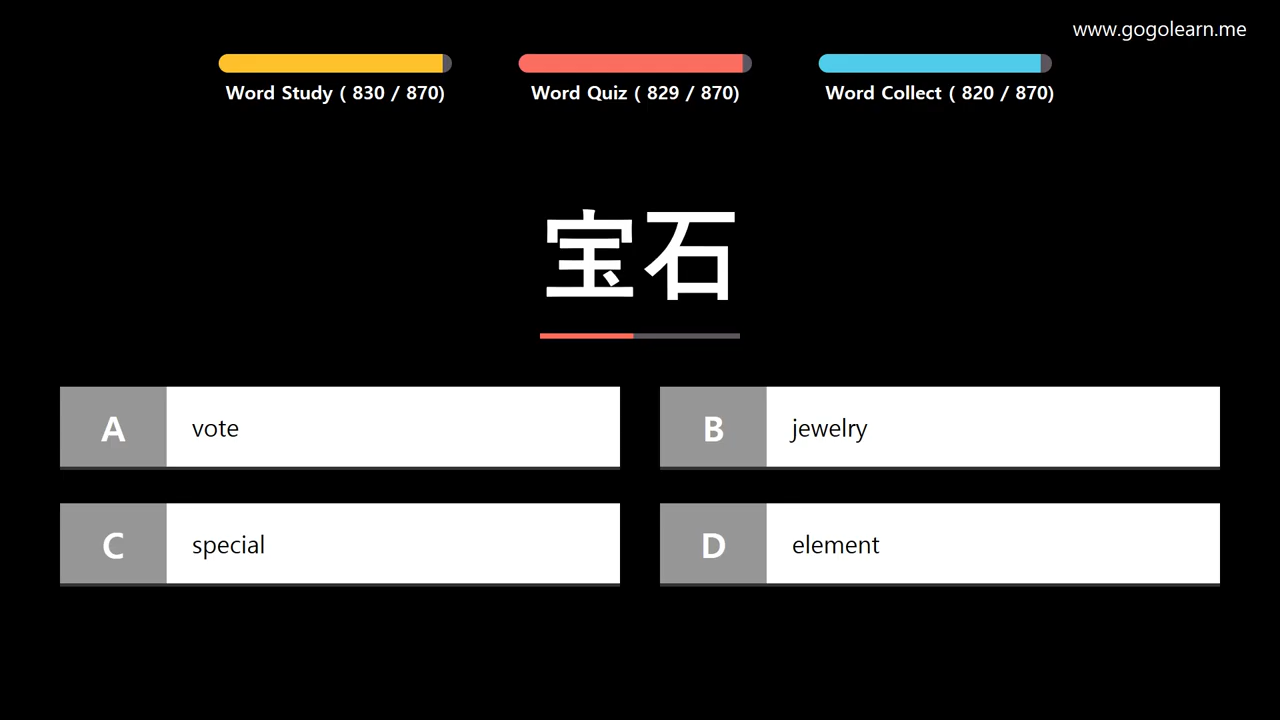 www.gogolearn.me
Word Study ( 830 / 870)
Word Quiz ( 829 / 870)
Word Collect ( 820 / 870)
宝石
A vote
B jewelry
C special
D element